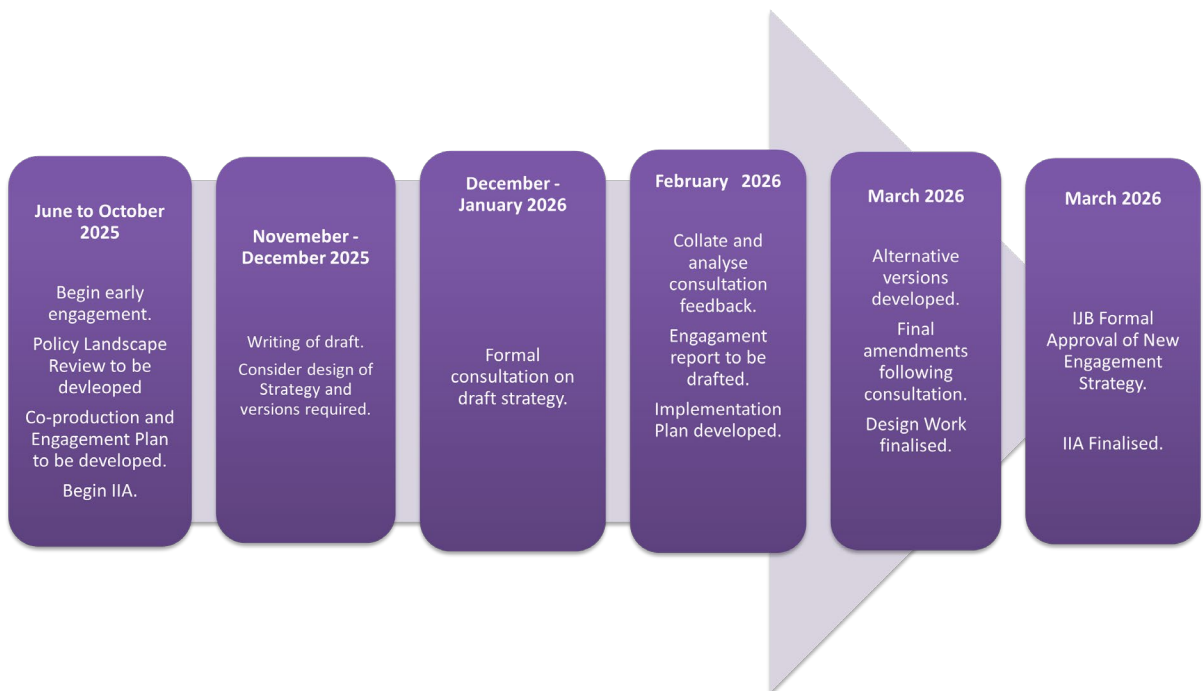 June to October
2025
Begin early
engagement.
Policy Landscape
Review to be
devleoped
Co-production and
Engagement Plan
to be developed.
Begin IIA.
Novemeber -
December 2025
Writing of draft.
Consider design of
Strategy and
versions required.
December -
January 2026
Formal
consultation on
draft strategy.
February 2026
Collate and
analyse
consultation
feedback.
Engagament
report to be
drafted.
Implementation
Plan developed.
March 2026
Alternative
versions
developed.
Final
amendments
following
consultation.
Design Work
finalised.
March 2026
IJB Formal
Approval of New
Engagement
Strategy.
IIA Finalised.